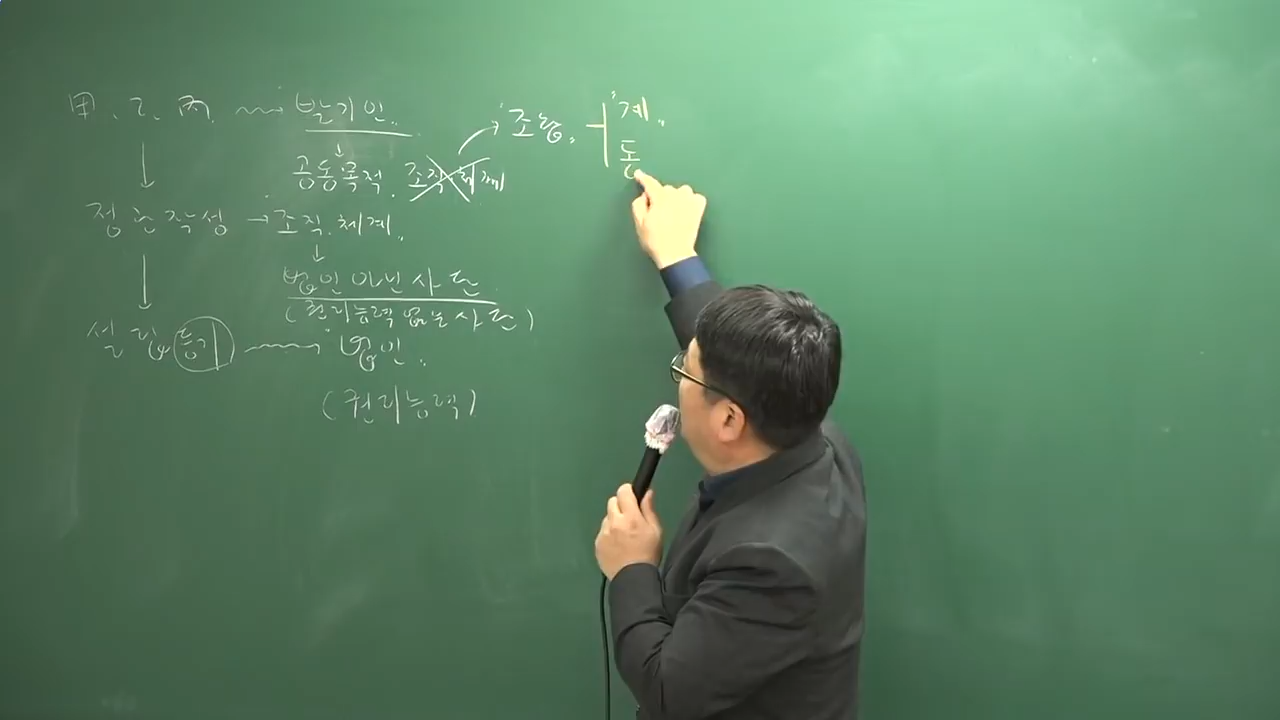 甲. 乙. 丙. 발기인
공동목적. 조직체계
"조합"
"계"
동
정관작성 → 조직.체계"
법인 아닌 사단
(권리능력 없는 사단)
설립등기 법인.
(권리능력)